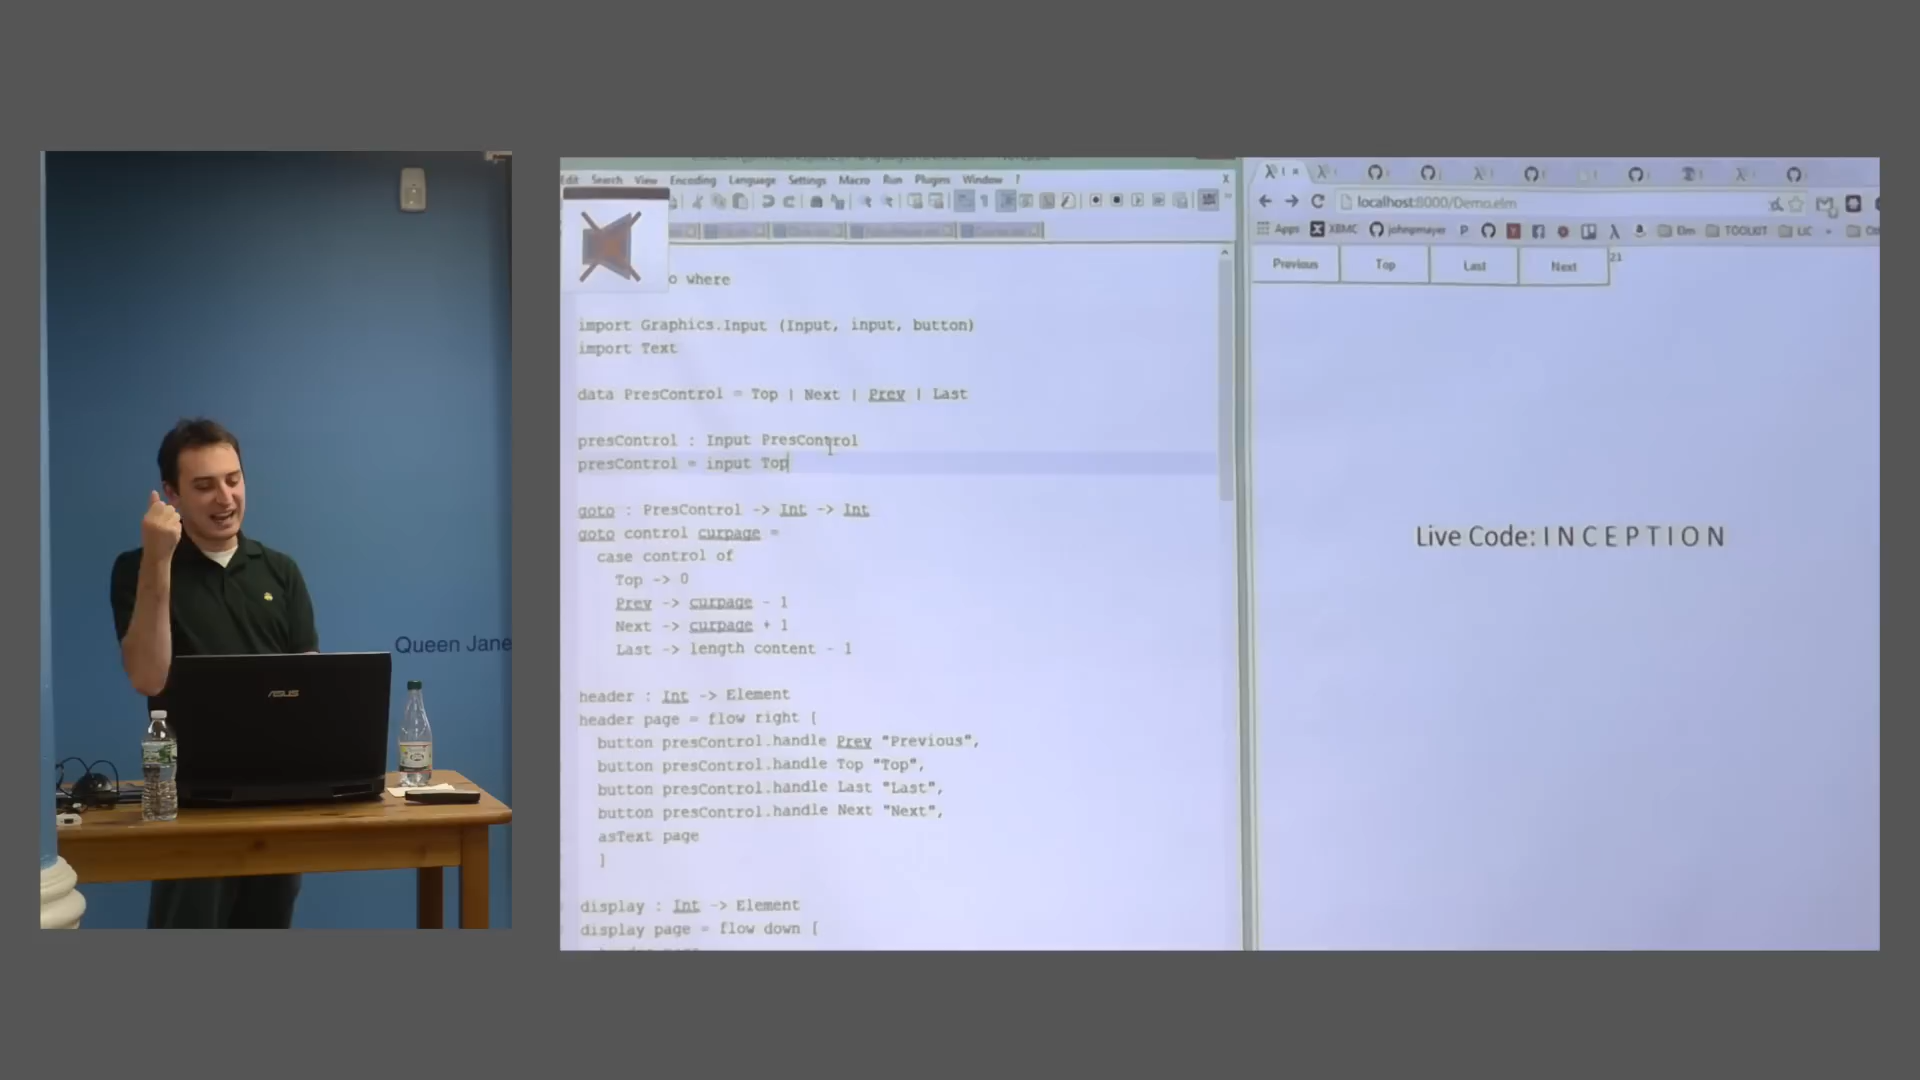 Queen Jane
ASUS
Edit Search View Encoding Language Settings Macro Run Plugins Window ?
X
o where
import Graphics.Input (Input, input, button)
import Text
data PresControl = Top | Next | Prev | Last
presControl : Input PresControl
presControl = input Top
goto : PresControl -> Int -> Int
goto control curpage =
case control of
Top -> 0
Prev -> curpage - 1
Next -> curpage + 1
Last -> length content - 1
header : Int -> Element
header page = flow right [
button presControl.handle Prev "Previous",
button presControl.handle Top "Top",
button presControl.handle Last "Last",
button presControl.handle Next "Next",
asText page
]
display : Int -> Element
display page = flow down [
localhost:8000/Demo.elm
Apps XBMC johnpmayer P Elm TOOLKIT LIC »
Previous Top Last Next 21
Live Code: I N C E P T I O N